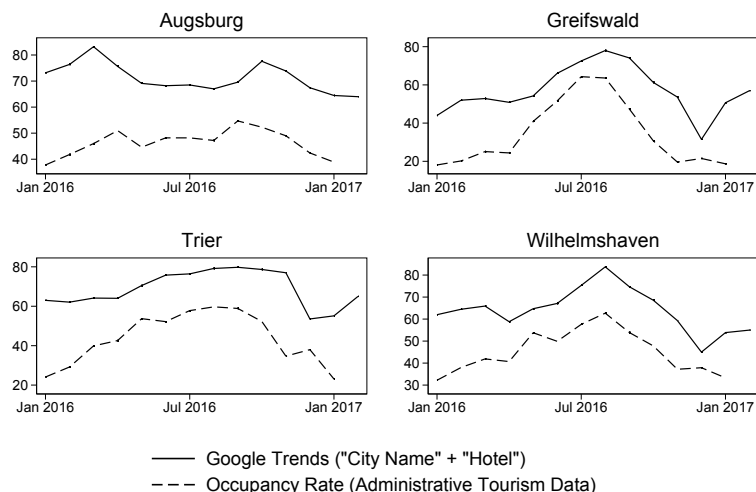 Augsburg
80
70
60
50
40
Jan 2016 Jul 2016 Jan 2017
Greifswald
80
60
40
20
Jan 2016 Jul 2016 Jan 2017
Trier
80
60
40
20
Jan 2016 Jul 2016 Jan 2017
Wilhelmshaven
80
70
60
50
40
30
Jan 2016 Jul 2016 Jan 2017
Google Trends ("City Name" + "Hotel")
Occupancy Rate (Administrative Tourism Data)